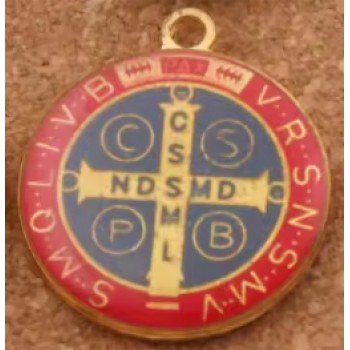 PAX
V·R·S·N·S·M·V
S·M·Q·L·I·V·B
C S
P B
C S S M L
N D S M D